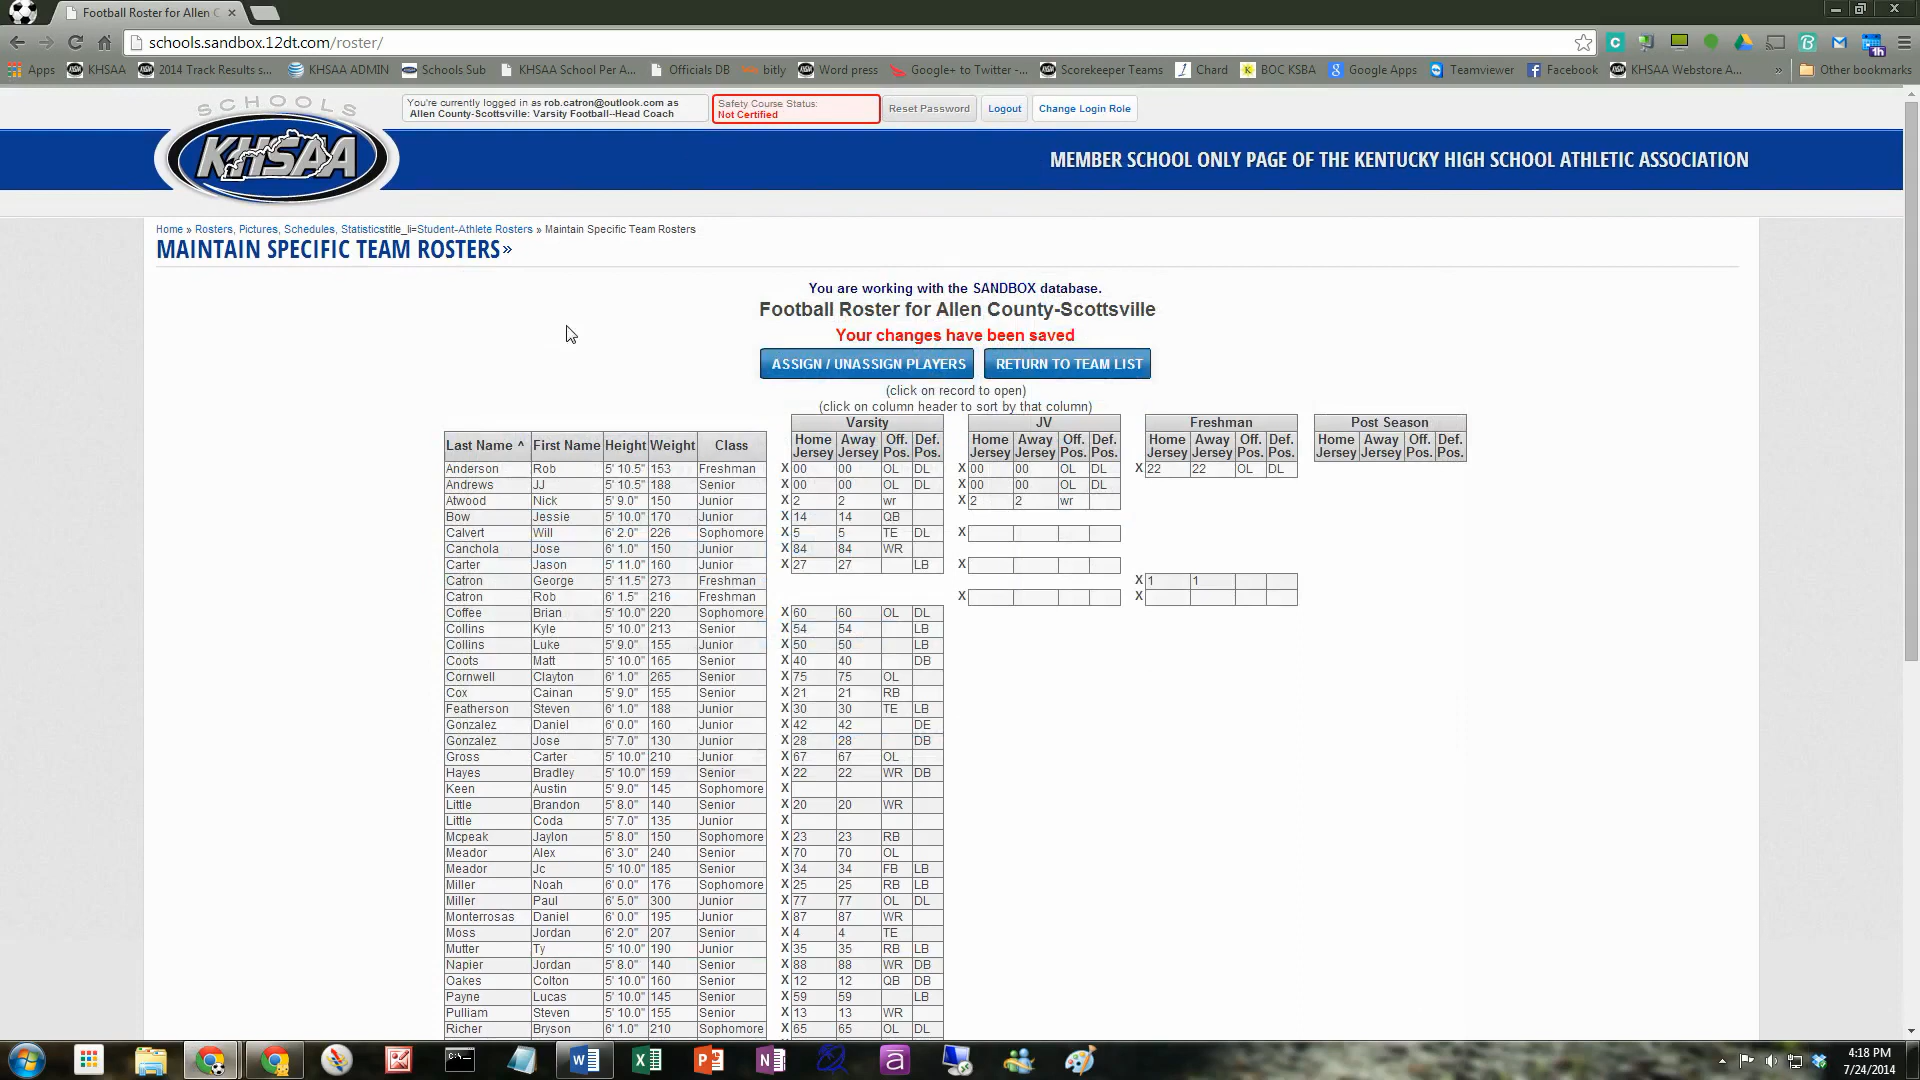 Football Roster for Allen C
schools.sandbox.12dt.com/roster/
Apps KHSAA 2014 Track Results s... KHSAA ADMIN Schools Sub KHSAA School Per A... Officials DB bitly Word press Google+ to Twitter -... Scorekeeper Teams Chard BOC KSBA Google Apps Teamviewer Facebook KHSAA Webstore A... » Other bookmarks
SCHOOLS
KHSAA
You're currently logged in as rob.catron@outlook.com as
Allen County-Scottsville: Varsity Football--Head Coach
Safety Course Status:
Not Certified
Reset Password Logout Change Login Role
MEMBER SCHOOL ONLY PAGE OF THE KENTUCKY HIGH SCHOOL ATHLETIC ASSOCIATION
Home » Rosters, Pictures, Schedules, Statisticstitle_li=Student-Athlete Rosters » Maintain Specific Team Rosters
MAINTAIN SPECIFIC TEAM ROSTERS»
You are working with the SANDBOX database.
Football Roster for Allen County-Scottsville
Your changes have been saved
ASSIGN / UNASSIGN PLAYERS RETURN TO TEAM LIST
(click on record to open)
(click on column header to sort by that column)
Varsity JV Freshman Post Season
Last Name ^ First Name Height Weight Class Home Jersey Away Jersey Off. Pos. Def. Pos. Home Jersey Away Jersey Off. Pos. Def. Pos. Home Jersey Away Jersey Off. Pos. Def. Pos. Home Jersey Away Jersey Off. Pos. Def. Pos.
Anderson Rob 5' 10.5" 153 Freshman X 00 00 OL DL X 00 00 OL DL X 22 22 OL DL
Andrews JJ 5' 10.5" 188 Senior X 00 00 OL DL X 00 00 OL DL
Atwood Nick 5' 9.0" 150 Junior X 2 2 wr X 2 2 wr
Bow Jessie 5' 10.0" 170 Junior X 14 14 QB
Calvert Will 6' 2.0" 226 Sophomore X 5 5 TE DL X
Canchola Jose 6' 1.0" 150 Junior X 84 84 WR
Carter Jason 5' 11.0" 160 Junior X 27 27 LB X
Catron George 5' 11.5" 273 Freshman X 1 1
Catron Rob 6' 1.5" 216 Freshman X X
Coffee Brian 5' 10.0" 220 Sophomore X 60 60 OL DL
Collins Kyle 5' 10.0" 213 Senior X 54 54 LB
Collins Luke 5' 9.0" 155 Junior X 50 50 LB
Coots Matt 5' 10.0" 165 Senior X 40 40 DB
Cornwell Clayton 6' 1.0" 265 Senior X 75 75 OL
Cox Cainan 5' 9.0" 155 Senior X 21 21 RB
Featherson Steven 6' 1.0" 188 Junior X 30 30 TE LB
Gonzalez Daniel 6' 0.0" 160 Junior X 42 42 DE
Gonzalez Jose 5' 7.0" 130 Junior X 28 28 DB
Gross Carter 5' 10.0" 210 Junior X 67 67 OL
Hayes Bradley 5' 10.0" 159 Senior X 22 22 WR DB
Keen Austin 5' 9.0" 145 Sophomore X
Little Brandon 5' 8.0" 140 Senior X 20 20 WR
Little Coda 5' 7.0" 135 Junior X
Mcpeak Jaylon 5' 8.0" 150 Sophomore X 23 23 RB
Meador Alex 6' 3.0" 240 Senior X 70 70 OL
Meador Jc 5' 10.0" 185 Senior X 34 34 FB LB
Miller Noah 6' 0.0" 176 Sophomore X 25 25 RB LB
Miller Paul 6' 5.0" 300 Junior X 77 77 OL DL
Monterrosas Daniel 6' 0.0" 195 Junior X 87 87 WR
Moss Jordan 6' 2.0" 207 Senior X 4 4 TE
Mutter Ty 5' 10.0" 190 Junior X 35 35 RB LB
Napier Jordan 5' 8.0" 140 Senior X 88 88 WR DB
Oakes Colton 5' 10.0" 160 Senior X 12 12 QB DB
Payne Lucas 5' 10.0" 145 Senior X 59 59 LB
Pulliam Steven 5' 10.0" 155 Senior X 13 13 WR
Richer Bryson 6' 1.0" 210 Sophomore X 65 65 OL DL
4:18 PM
7/24/2014